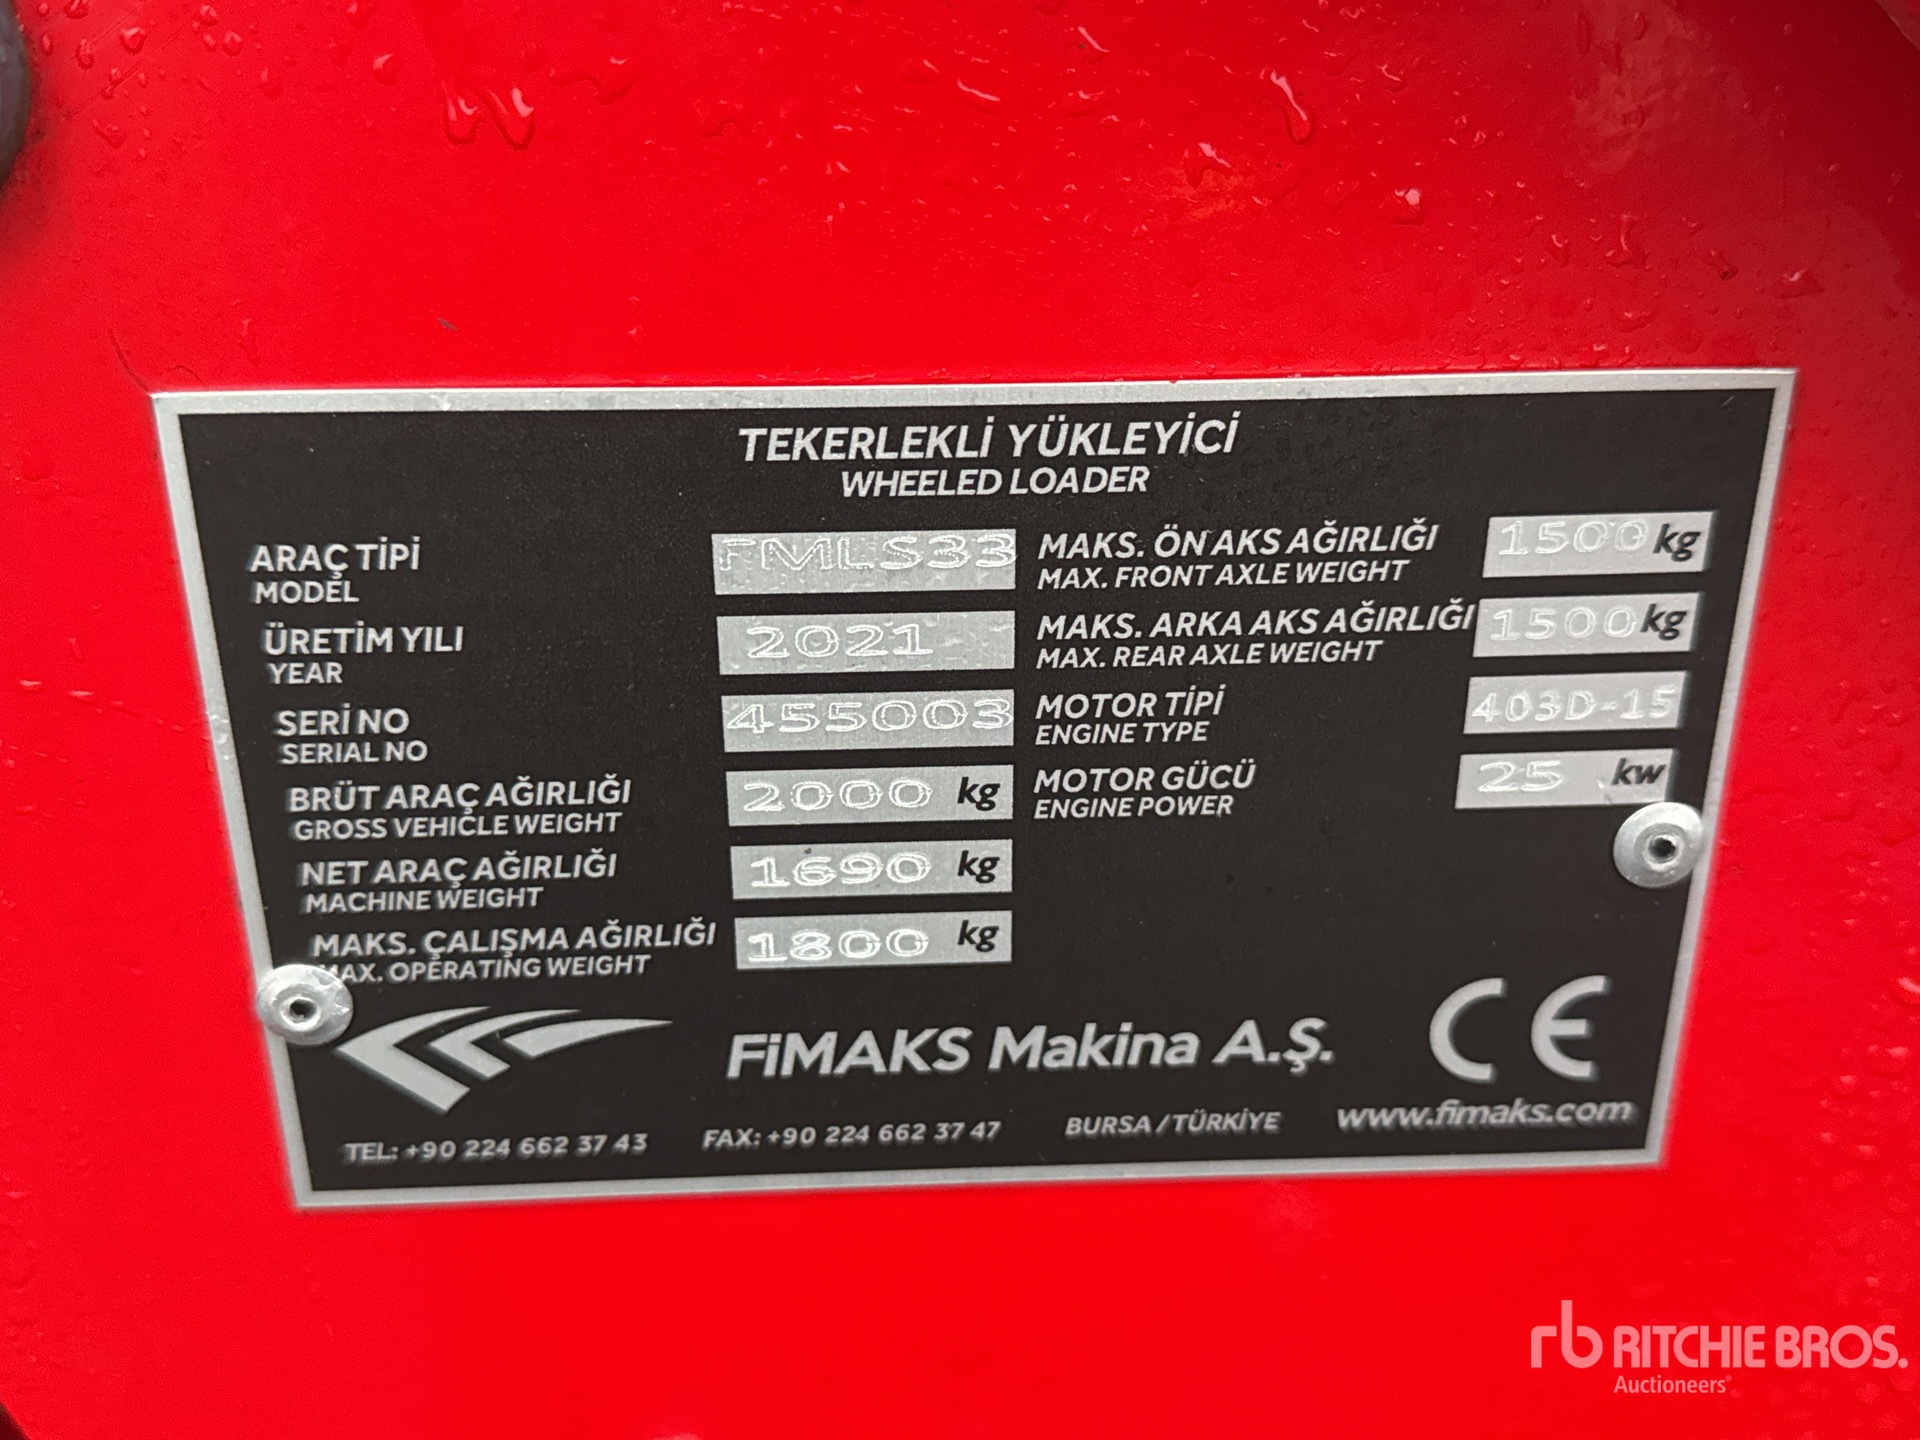 TEKERLEKLİ YÜKLEYİCİ
WHEELED LOADER
ARAÇ TİPİ FMLS33
MODEL
ÜRETİM YILI 2021
YEAR
SERİ NO 455003
SERIAL NO
BRÜT ARAÇ AĞIRLIĞI 2000 kg
GROSS VEHICLE WEIGHT
NET ARAÇ AĞIRLIĞI 1690 kg
MACHINE WEIGHT
MAKS. ÇALIŞMA AĞIRLIĞI 1800 kg
MAX. OPERATING WEIGHT
MAKS. ÖN AKS AĞIRLIĞI 1500 kg
MAX. FRONT AXLE WEIGHT
MAKS. ARKA AKS AĞIRLIĞI 1500 kg
MAX. REAR AXLE WEIGHT
MOTOR TİPİ 403D-15
ENGINE TYPE
MOTOR GÜCÜ 25 kw
ENGINE POWER
FiMAKS Makina A.Ş. CE
TEL: +90 224 662 37 43 FAX: +90 224 662 37 47 BURSA/TÜRKİYE www.fimaks.com
rb RITCHIE BROS.
Auctioneers